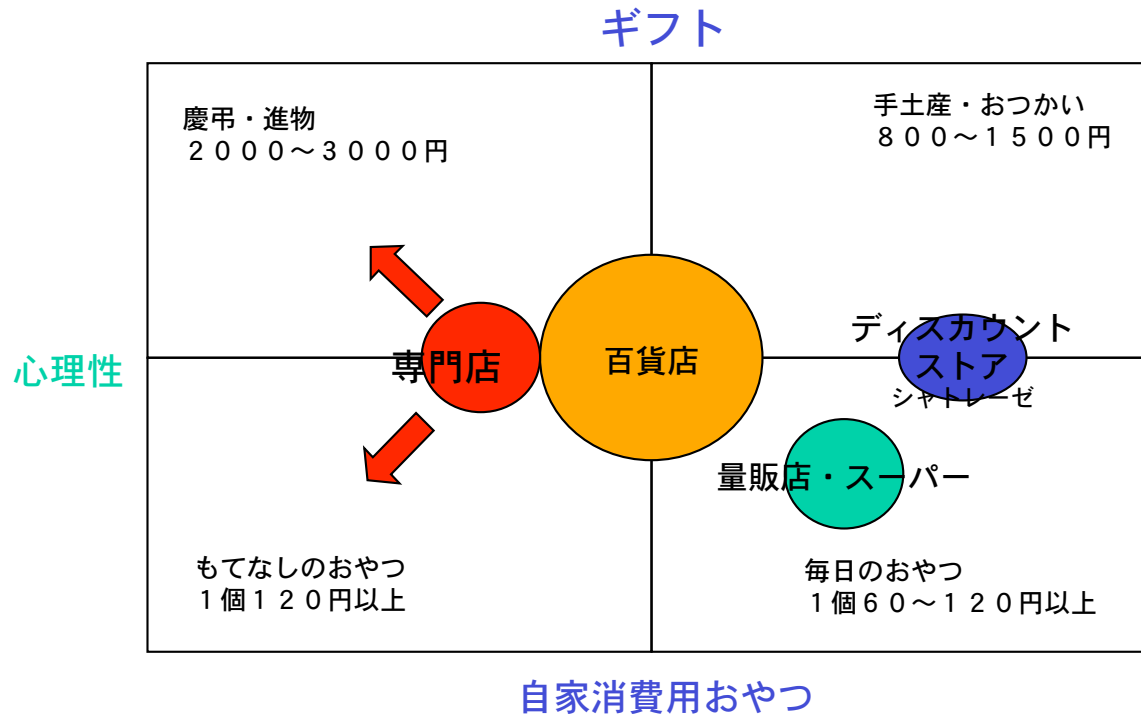 ギフト
慶弔・進物
２０００〜３０００円
手土産・おつかい
８００〜１５００円
心理性
専門店
百貨店
ディスカウント
ストア
シャトレーゼ
量販店・スーパー
もてなしのおやつ
１個１２０円以上
毎日のおやつ
１個６０〜１２０円以上
自家消費用おやつ